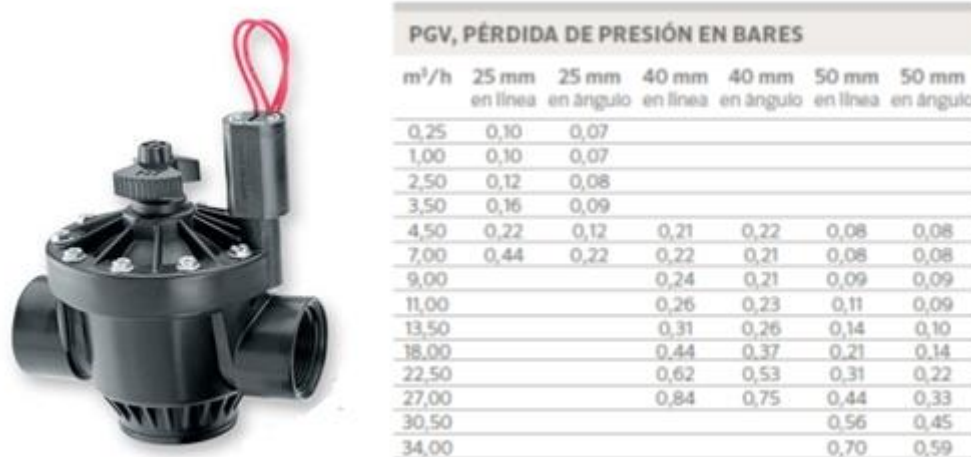 PGV, PÉRDIDA DE PRESIÓN EN BARES
m³/h 25 mm 25 mm 40 mm 40 mm 50 mm 50 mm
en línea en ángulo en línea en ángulo en línea en ángulo
0,25 0,10 0,07
1,00 0,10 0,07
2,50 0,12 0,08
3,50 0,16 0,09
4,50 0,22 0,12 0,21 0,22 0,08 0,08
7,00 0,44 0,22 0,22 0,21 0,08 0,08
9,00 0,24 0,21 0,09 0,09
11,00 0,26 0,23 0,11 0,09
13,50 0,31 0,26 0,14 0,10
18,00 0,44 0,37 0,21 0,14
22,50 0,62 0,53 0,31 0,22
27,00 0,84 0,75 0,44 0,33
30,50 0,56 0,45
34,00 0,70 0,59